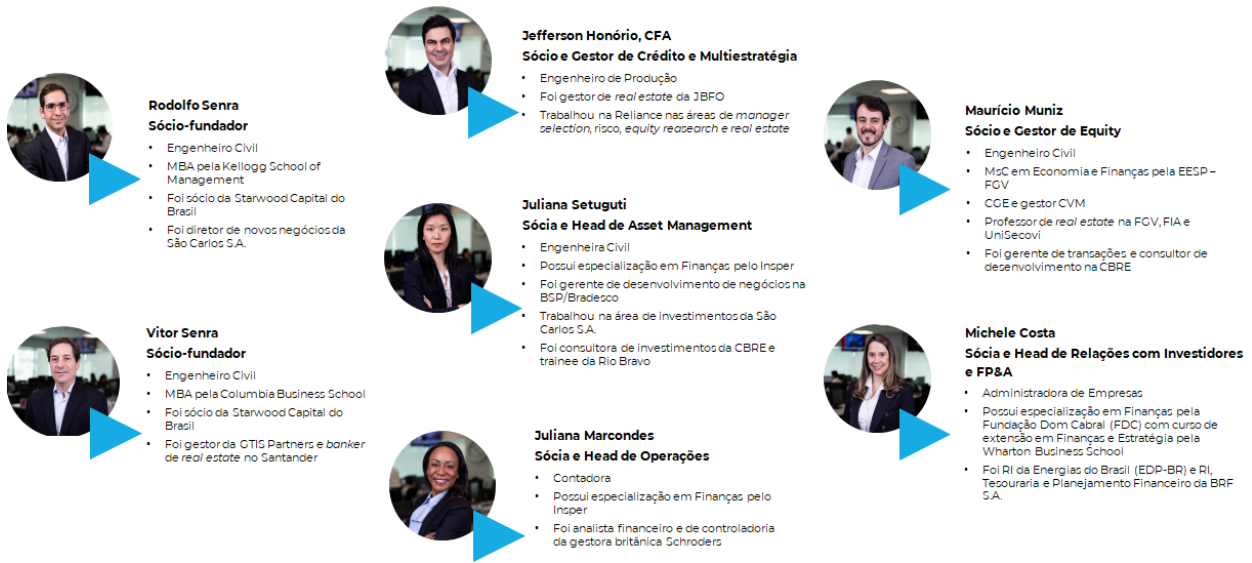 Rodolfo Senra
Sócio-fundador
• Engenheiro Civil
• MBA pela Kellogg School of
Management
• Foi sócio da Starwood Capital do
Brasil
• Foi diretor de novos negócios da
São Carlos S.A.
Vitor Senra
Sócio-fundador
• Engenheiro Civil
• MBA pela Columbia Business School
• Foi sócio da Starwood Capital do
Brasil
• Foi gestor da GTIS Partners e banker
de real estate no Santander
Jefferson Honório, CFA
Sócio e Gestor de Crédito e Multiestratégia
• Engenheiro de Produção
• Foi gestor de real estate da JBFO
• Trabalhou na Reliance nas áreas de manager
selection, risco, equity reasearch e real estate
Juliana Setuguti
Sócia e Head de Asset Management
• Engenheira Civil
• Possui especialização em Finanças pelo Insper
• Foi gerente de desenvolvimento de negócios na
BSP/Bradesco
• Trabalhou na área de investimentos da São
Carlos S.A.
• Foi consultora de investimentos da CBRE e
trainee da Rio Bravo
Juliana Marcondes
Sócia e Head de Operações
• Contadora
• Possui especialização em Finanças pelo
Insper
• Foi analista financeiro e de controladoria
da gestora britânica Schroders
Maurício Muniz
Sócio e Gestor de Equity
• Engenheiro Civil
• MsC em Economia e Finanças pela EESP –
FGV
• CGE e gestor CVM
• Professor de real estate na FGV, FIA e
UniSecovi
• Foi gerente de transações e consultor de
desenvolvimento na CBRE
Michele Costa
Sócia e Head de Relações com Investidores
e FP&A
• Administradora de Empresas
• Possui especialização em Finanças pela
Fundação Dom Cabral (FDC) com curso de
extensão em Finanças e Estratégia pela
Wharton Business School
• Foi RI da Energias do Brasil (EDP-BR) e RI,
Tesouraria e Planejamento Financeiro da BRF
S.A.